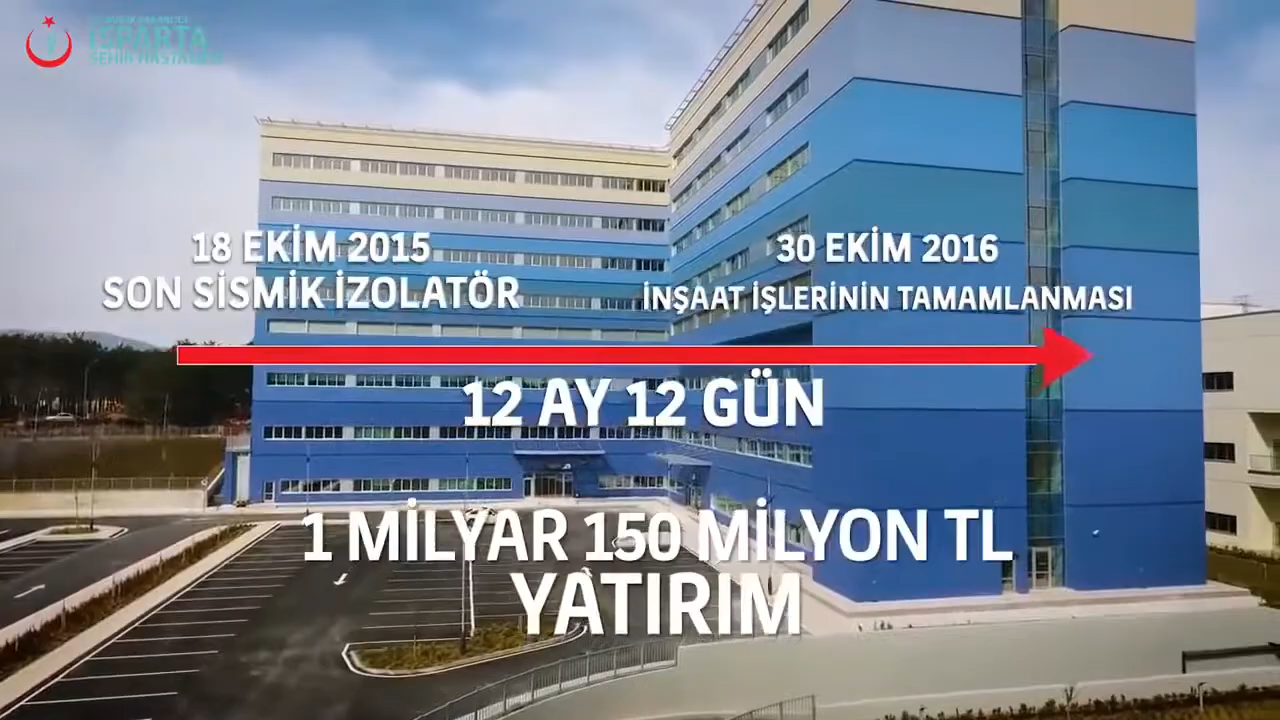 ISPARTA
ŞEHİR HASTANESİ
18 EKİM 2015
SON SİSMİK İZOLATÖR
30 EKİM 2016
İNŞAAT İŞLERİNİN TAMAMLANMASI
12 AY 12 GÜN
1 MİLYAR 150 MİLYON TL
YATIRIM